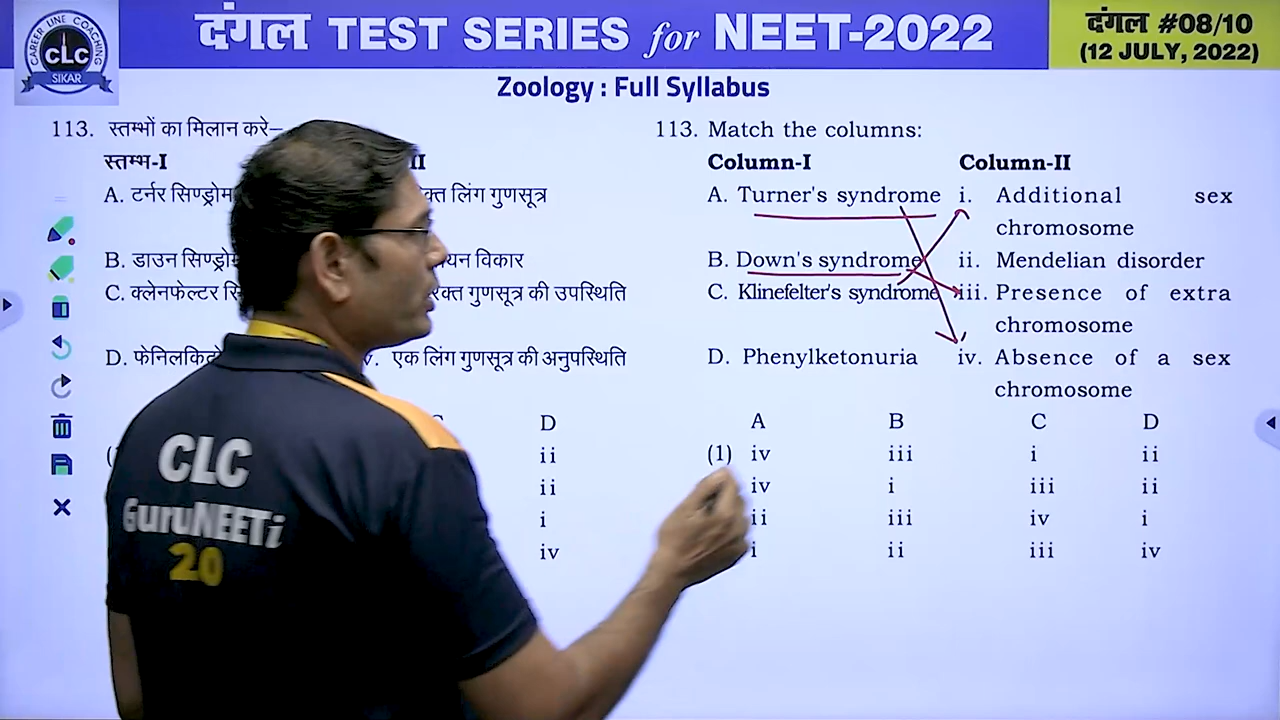 CAREER LINE COACHING
CLC
SIKAR
दंगल TEST SERIES for NEET-2022
दंगल #08/10
(12 JULY, 2022)
Zoology : Full Syllabus
113. स्तम्भों का मिलान करे–
स्तम्भ-I II
A. टर्नर सिण्ड्रोम लिंग गुणसूत्र
B. डाउन सिण्ड्रोम विकार
C. क्लेनफेल्टर गुणसूत्र की उपस्थिति
D. एक लिंग गुणसूत्र की अनुपस्थिति
D
ii
ii
i
iv
113. Match the columns:
Column-I Column-II
A. Turner's syndrome i. Additional sex
chromosome
B. Down's syndrome ii. Mendelian disorder
C. Klinefelter's syndrome iii. Presence of extra
chromosome
D. Phenylketonuria iv. Absence of a sex
chromosome
A B C D
(1) iv iii i ii
iv i iii ii
ii iii iv i
i ii iii iv
CLC
GuruNEETi
20